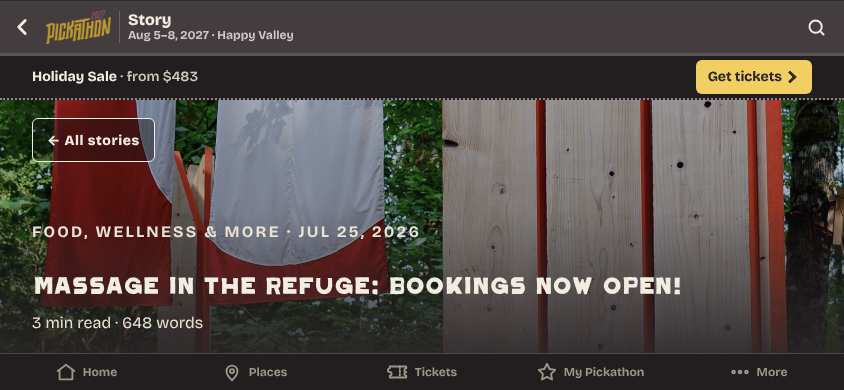 PICKATHON
Story
Aug 5–8, 2027 · Happy Valley
Holiday Sale · from $483
Get tickets
← All stories
FOOD, WELLNESS & MORE · JUL 25, 2026
MASSAGE IN THE REFUGE: BOOKINGS NOW OPEN!
3 min read · 648 words
Home
Places
Tickets
My Pickathon
More